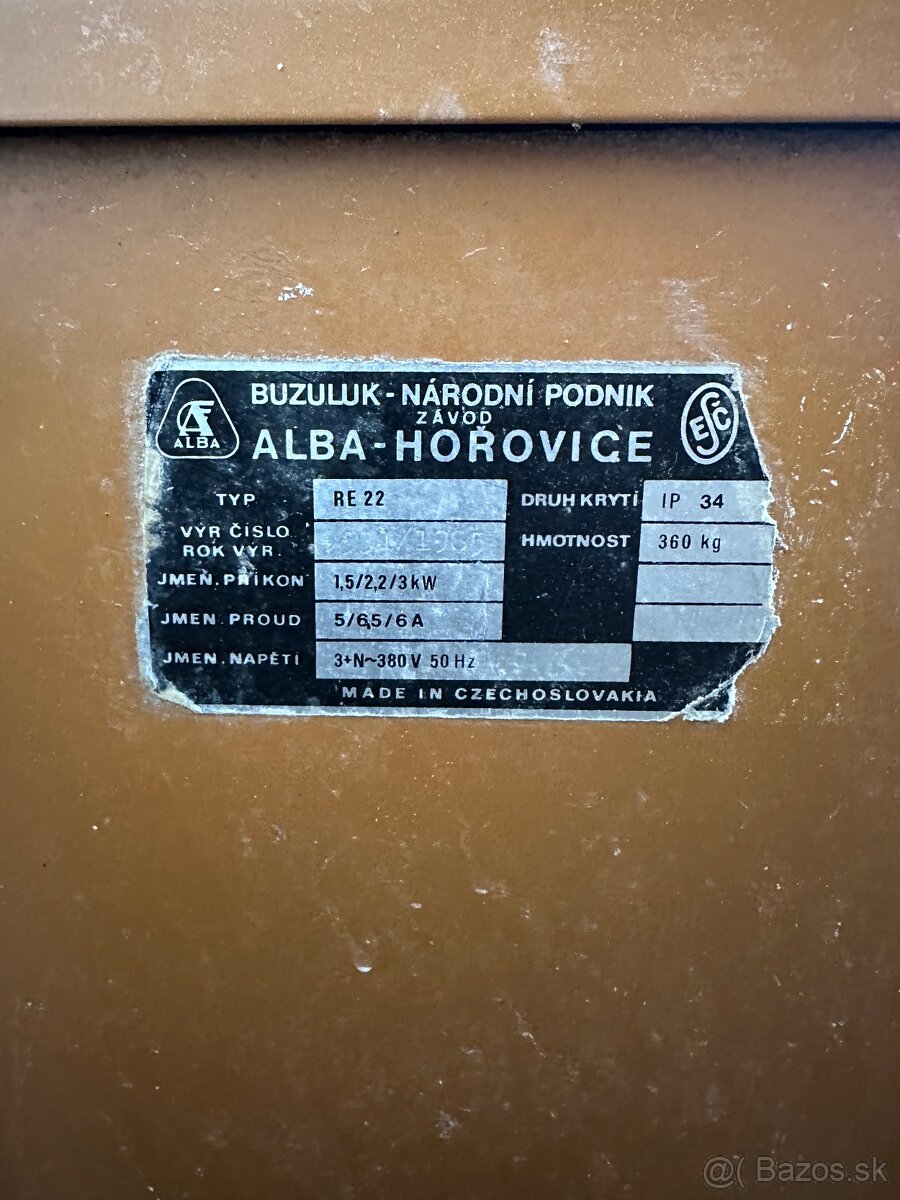 BUZULUK - NÁRODNÍ PODNIK
ZÁVOD
ALBA - HOŘOVICE
ALBA
ESČ
TYP RE 22 DRUH KRYTÍ IP 34
VÝR ČÍSLO
ROK VÝR. HMOTNOST 360 kg
JMEN. PŘÍKON 1,5/2,2/3 kW
JMEN. PROUD 5/6,5/6 A
JMEN. NAPĚTÍ 3+N~380 V 50 Hz
MADE IN CZECHOSLOVAKIA
@( Bazos.sk